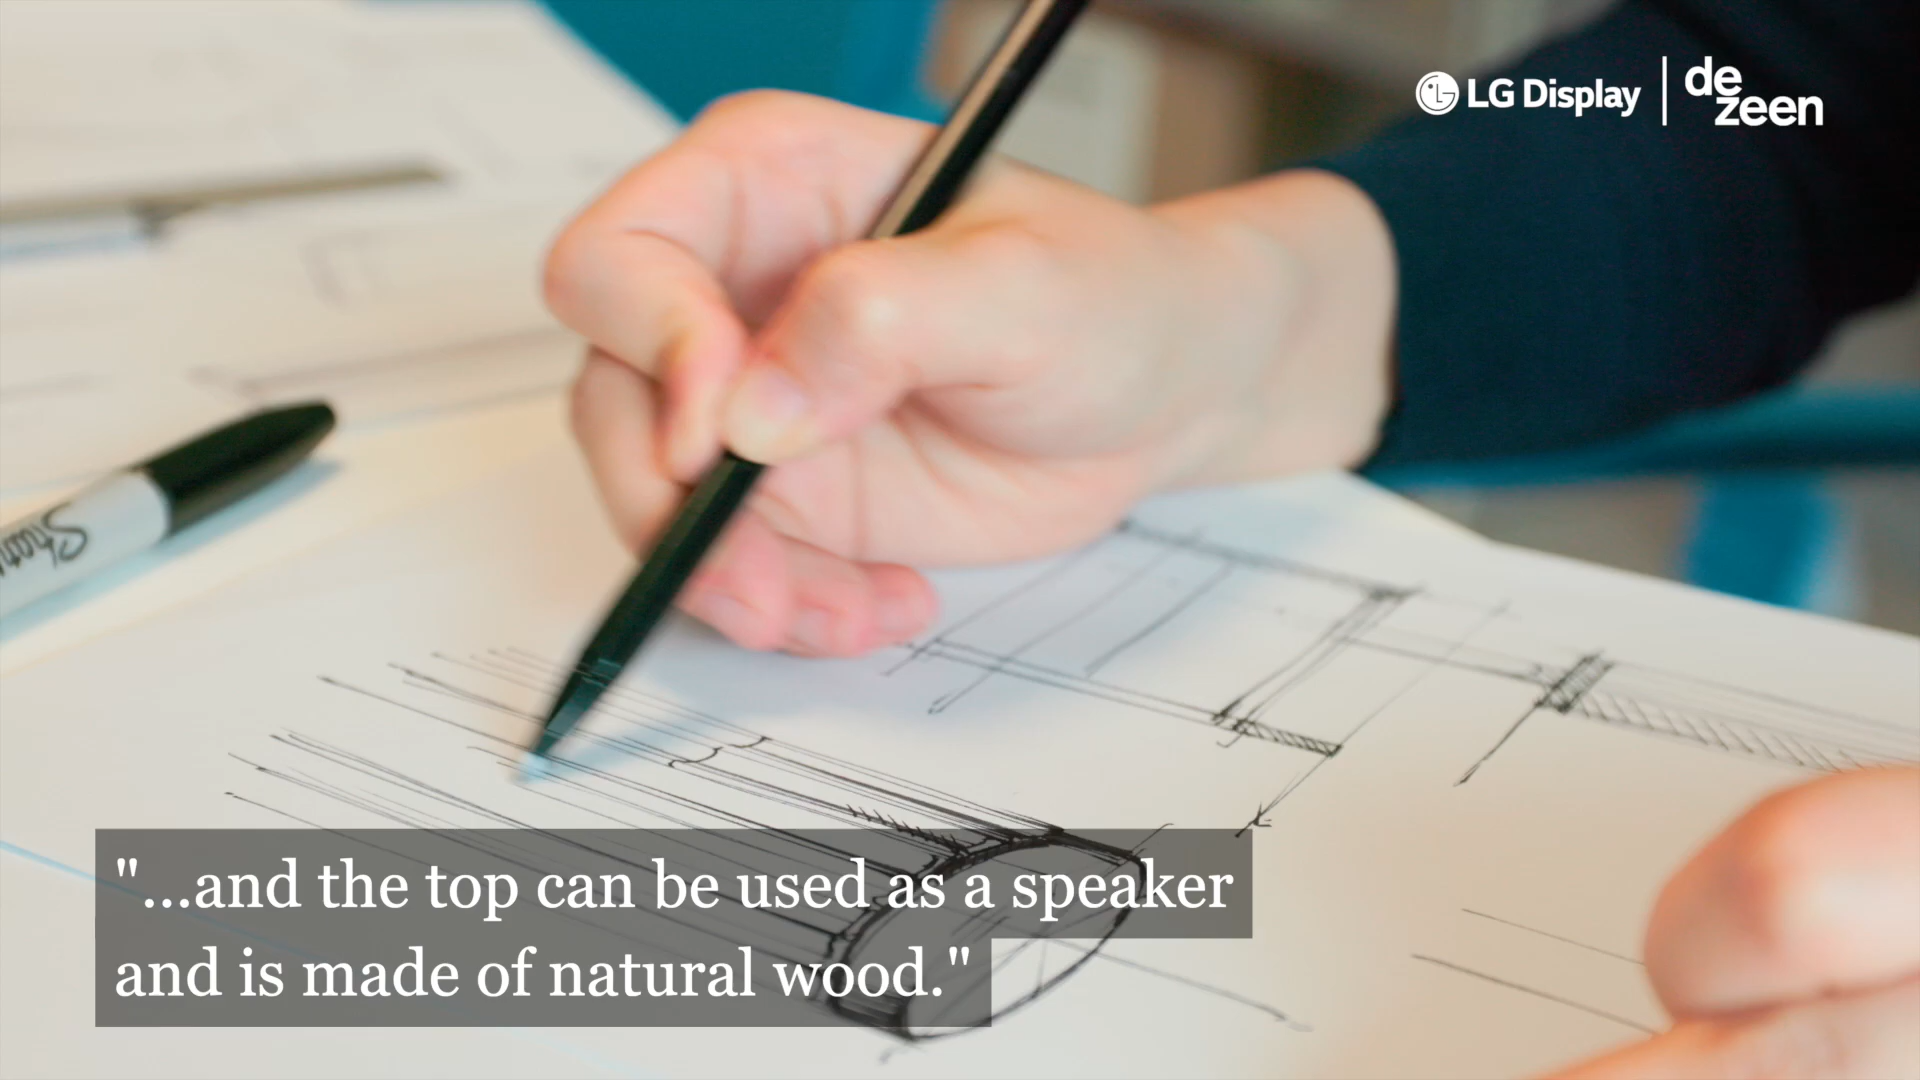 LG Display
de
zeen
"...and the top can be used as a speaker
and is made of natural wood."